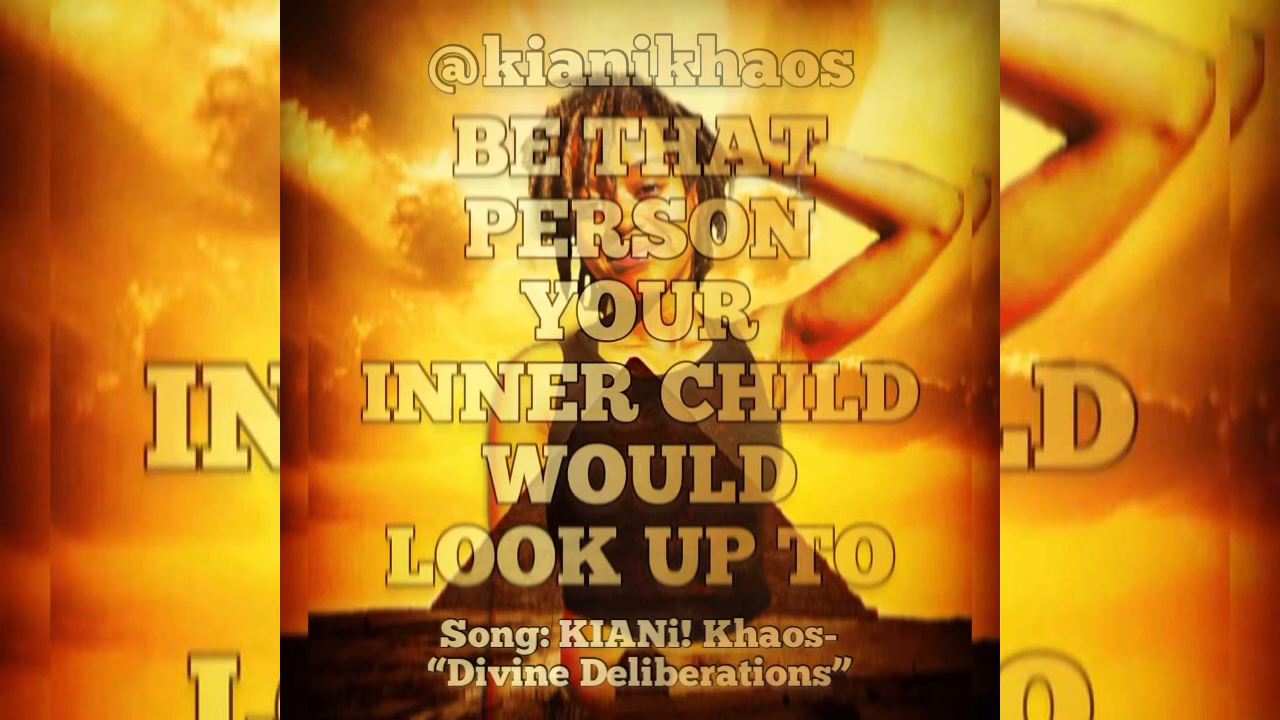 @kianikhaos
BE THAT
PERSON
YOUR
INNER CHILD
WOULD
LOOK UP TO
Song: KIANi! Khaos-
“Divine Deliberations”